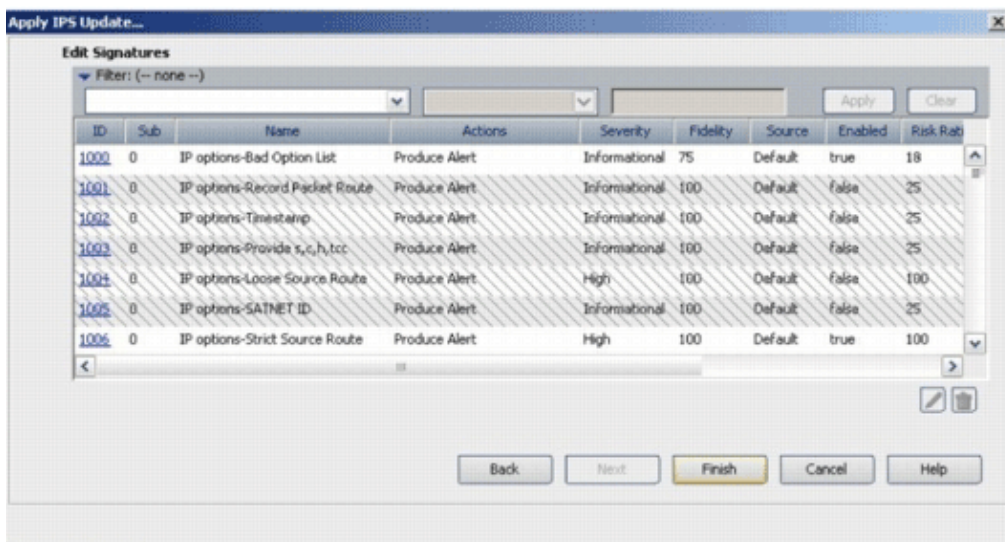 Apply IPS Update...
Edit Signatures
Filter: (-- none --)
Apply Clear
ID Sub Name Actions Severity Fidelity Source Enabled Risk Rati
1000 0 IP options-Bad Option List Produce Alert Informational 75 Default true 18
1001 0 IP options-Record Packet Route Produce Alert Informational 100 Default false 25
1002 0 IP options-Timestamp Produce Alert Informational 100 Default false 25
1003 0 IP options-Provide s,c,h,tcc Produce Alert Informational 100 Default false 25
1004 0 IP options-Loose Source Route Produce Alert High 100 Default false 100
1005 0 IP options-SATNET ID Produce Alert Informational 100 Default false 25
1006 0 IP options-Strict Source Route Produce Alert High 100 Default true 100
Back Next Finish Cancel Help